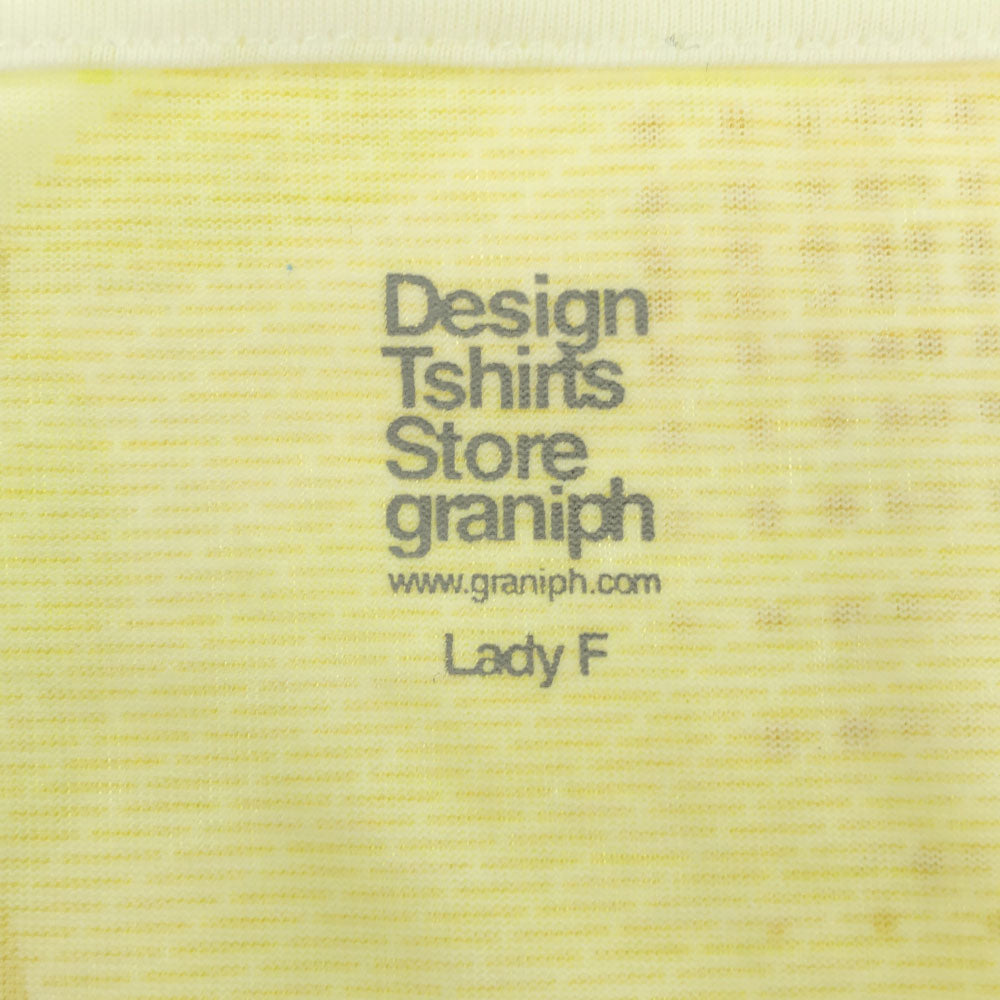 Design
Tshirts
Store
graniph
www.graniph.com
Lady F